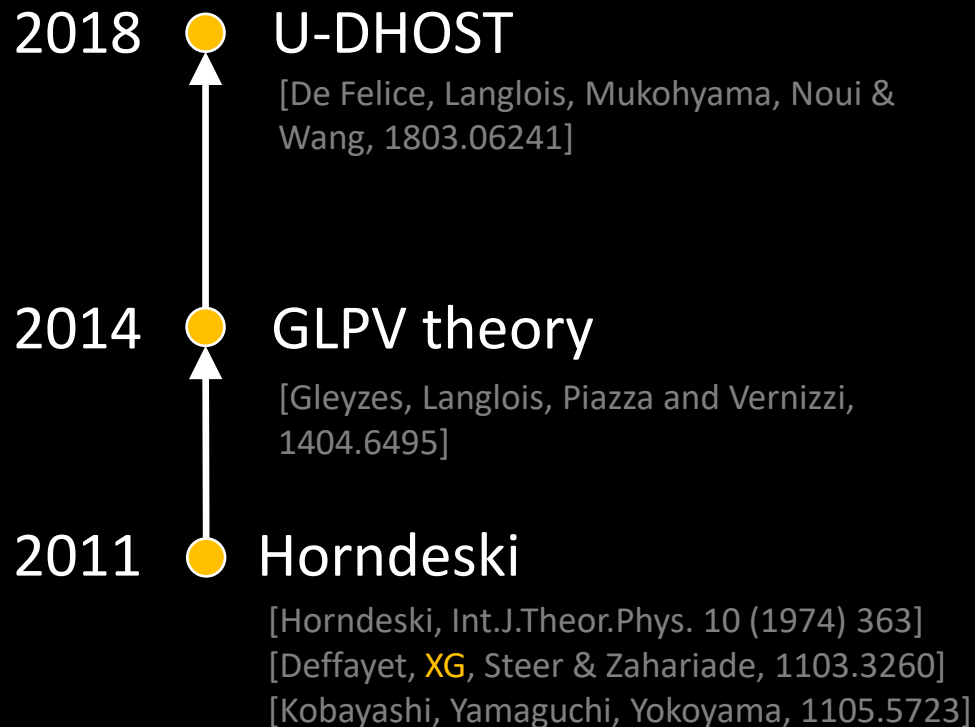 2018 U-DHOST
[De Felice, Langlois, Mukohyama, Noui &
Wang, 1803.06241]
2014 GLPV theory
[Gleyzes, Langlois, Piazza and Vernizzi,
1404.6495]
2011 Horndeski
[Horndeski, Int.J.Theor.Phys. 10 (1974) 363]
[Deffayet, XG, Steer & Zahariade, 1103.3260]
[Kobayashi, Yamaguchi, Yokoyama, 1105.5723]